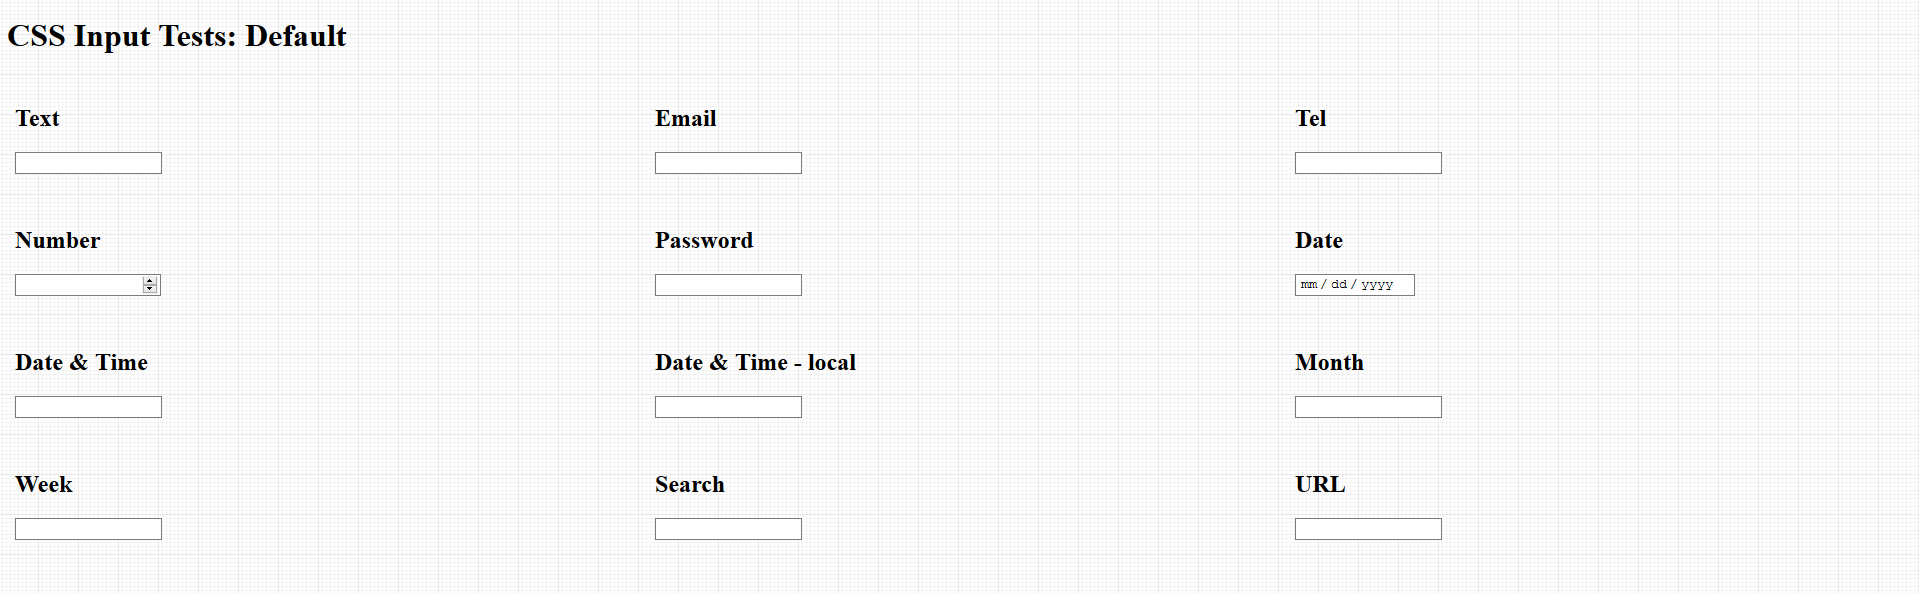 CSS Input Tests: Default
Text
Email
Tel
Number
Password
Date
mm / dd / yyyy
Date & Time
Date & Time - local
Month
Week
Search
URL